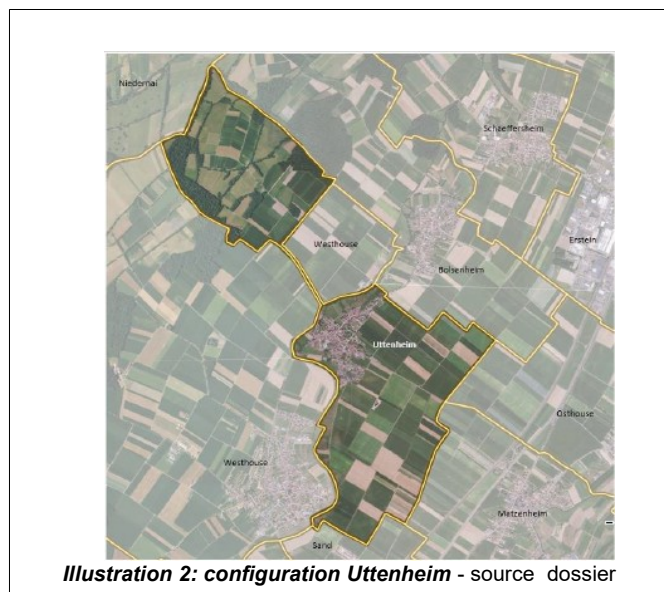 Niedernai
Schaeffersheim
Erstein
Westhouse
Bolsenheim
Uttenheim
Osthouse
Westhouse
Matzenheim
Sand
Illustration 2: configuration Uttenheim - source dossier